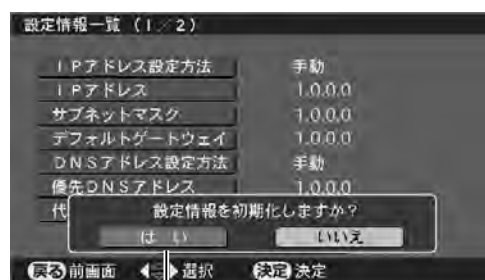 設定情報一覧 (1/2)
IPアドレス設定方法 手動
IPアドレス 1.0.0.0
サブネットマスク 1.0.0.0
デフォルトゲートウェイ 1.0.0.0
DNSアドレス設定方法 手動
優先DNSアドレス 1.0.0.0
代
設定情報を初期化しますか?
はい いいえ
戻る 前画面 選択 決定 決定